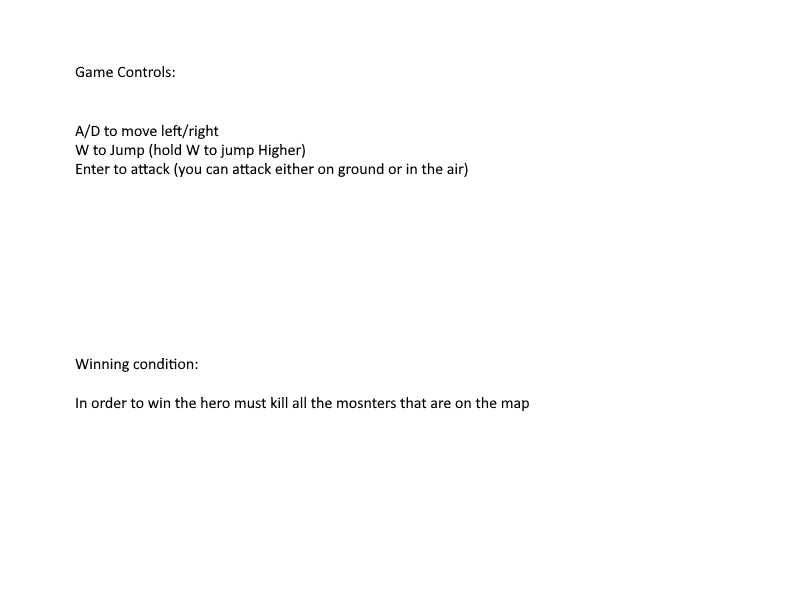 Game Controls:
A/D to move left/right
W to Jump (hold W to jump Higher)
Enter to attack (you can attack either on ground or in the air)
Winning condition:
In order to win the hero must kill all the mosnters that are on the map